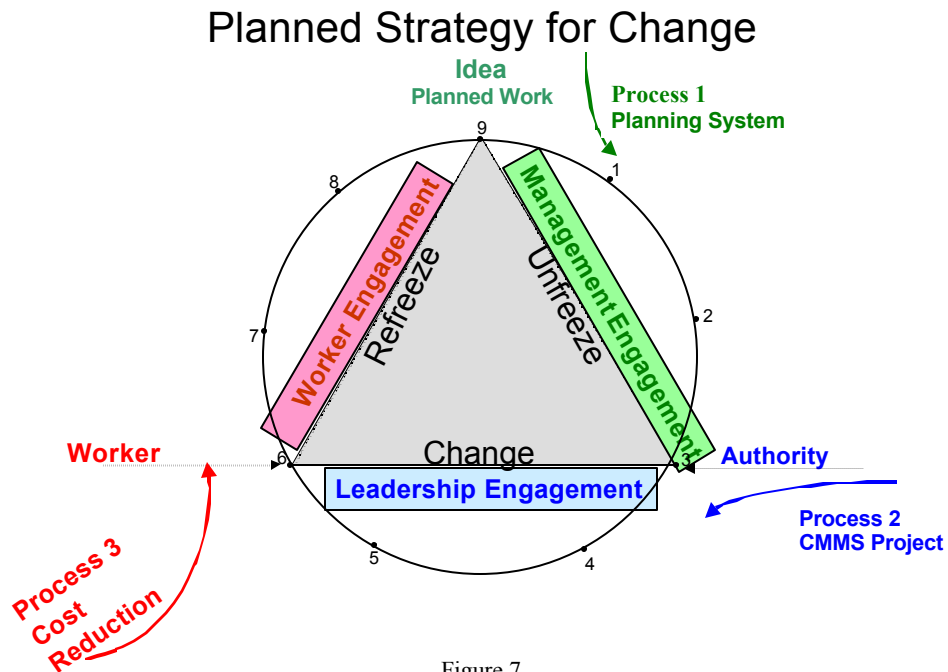 Planned Strategy for Change
Idea
Planned Work
Process 1
Planning System
9
1
8
2
7
Management Engagement
Unfreeze
Worker Engagement
Refreeze
Worker
6
Change
3
Authority
Leadership Engagement
Process 2
CMMS Project
5
4
Process 3
Cost
Reduction
Figure 7